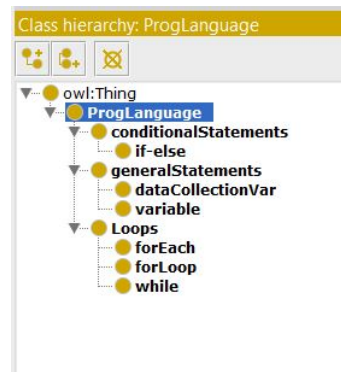 Class hierarchy: ProgLanguage
owl:Thing
ProgLanguage
conditionalStatements
if-else
generalStatements
dataCollectionVar
variable
Loops
forEach
forLoop
while